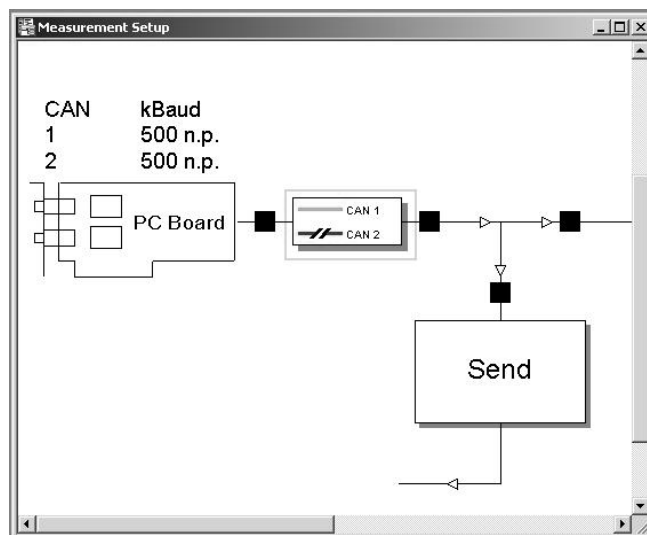 Measurement Setup
CAN kBaud
1 500 n.p.
2 500 n.p.
PC Board
CAN 1
CAN 2
Send